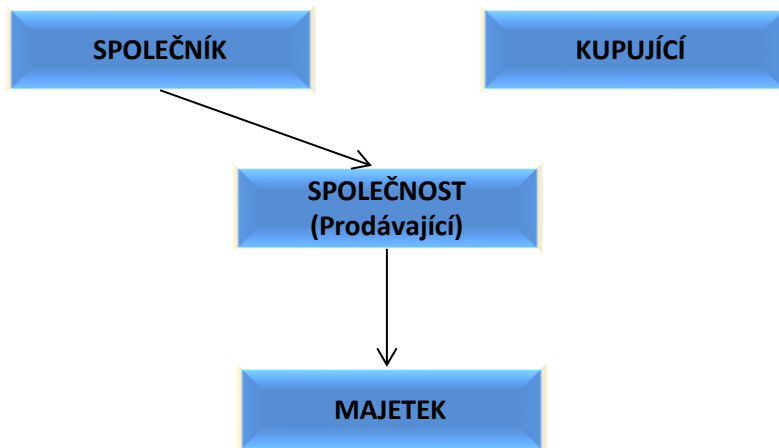 SPOLEČNÍK
KUPUJÍCÍ
SPOLEČNOST
(Prodávající)
MAJETEK